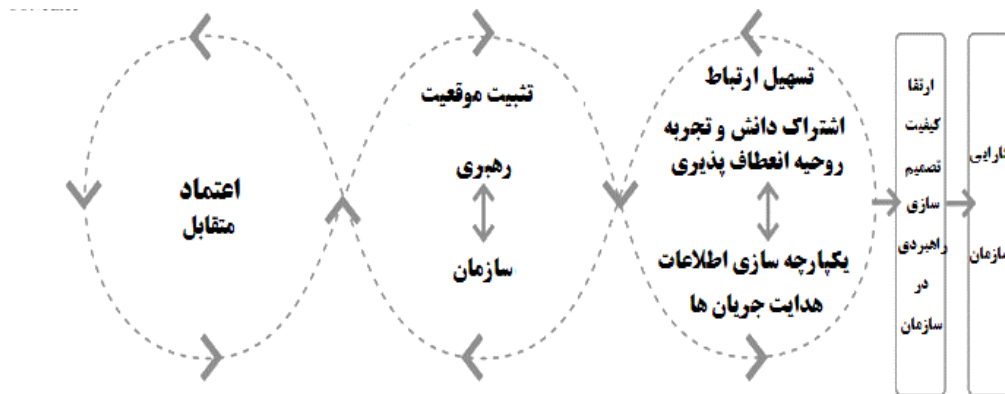 اعتماد
متقابل
تثبیت موقعیت
رهبری
سازمان
تسهیل ارتباط
اشتراک دانش و تجربه
روحیه انعطاف پذیری
یکپارچه سازی اطلاعات
هدایت جریان ها
ارتقا
کیفیت
تصمیم
سازی
راهبردی
در
سازمان
سازمان